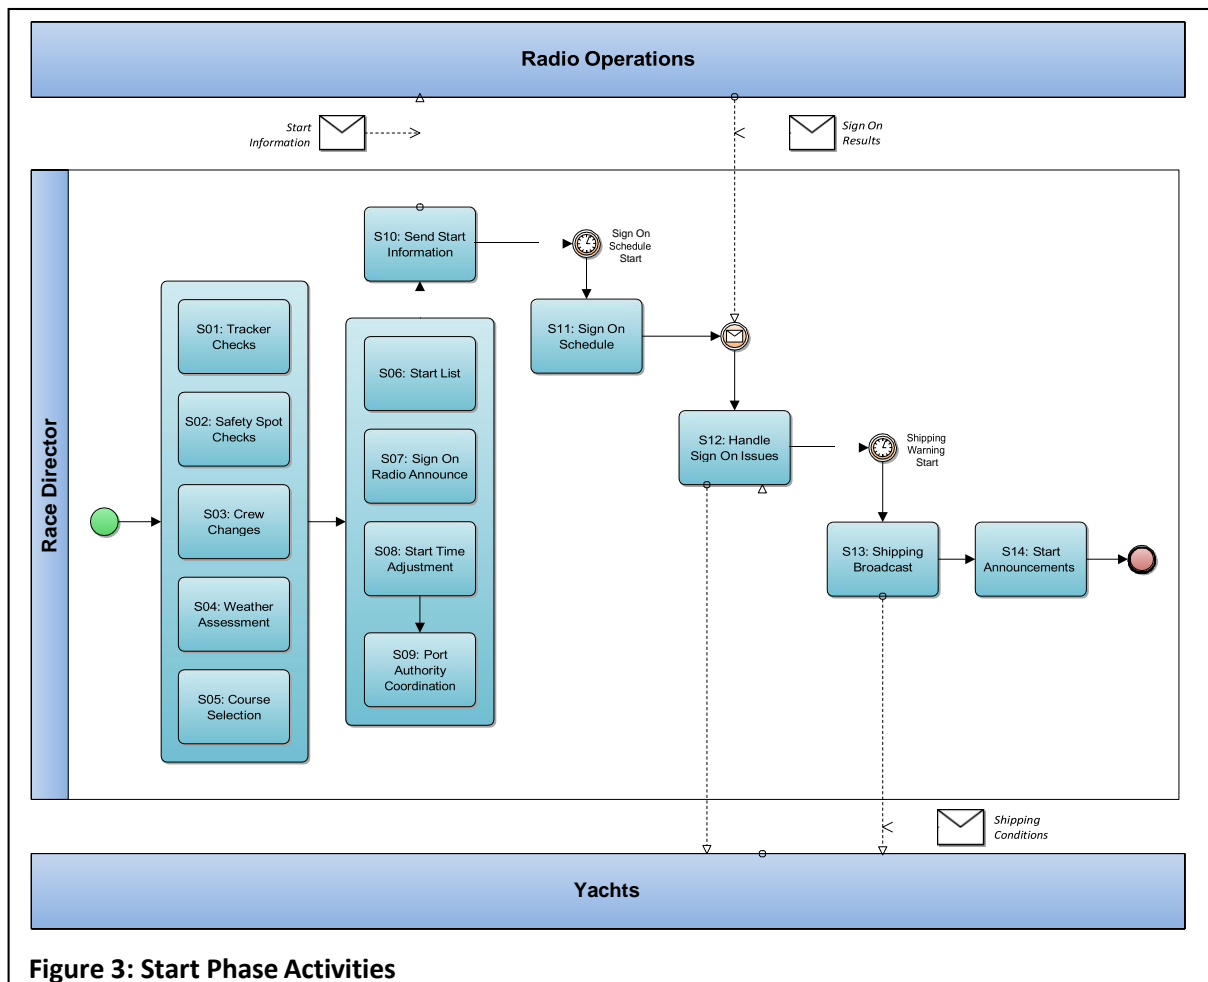 Radio Operations
Start
Information
Sign On
Results
Race Director
S10: Send Start
Information
Sign On
Schedule
Start
S01: Tracker
Checks
S02: Safety Spot
Checks
S03: Crew
Changes
S04: Weather
Assessment
S05: Course
Selection
S06: Start List
S07: Sign On
Radio Announce
S08: Start Time
Adjustment
S09: Port
Authority
Coordination
S11: Sign On
Schedule
S12: Handle
Sign On Issues
Shipping
Warning
Start
S13: Shipping
Broadcast
S14: Start
Announcements
Shipping
Conditions
Yachts
Figure 3: Start Phase Activities